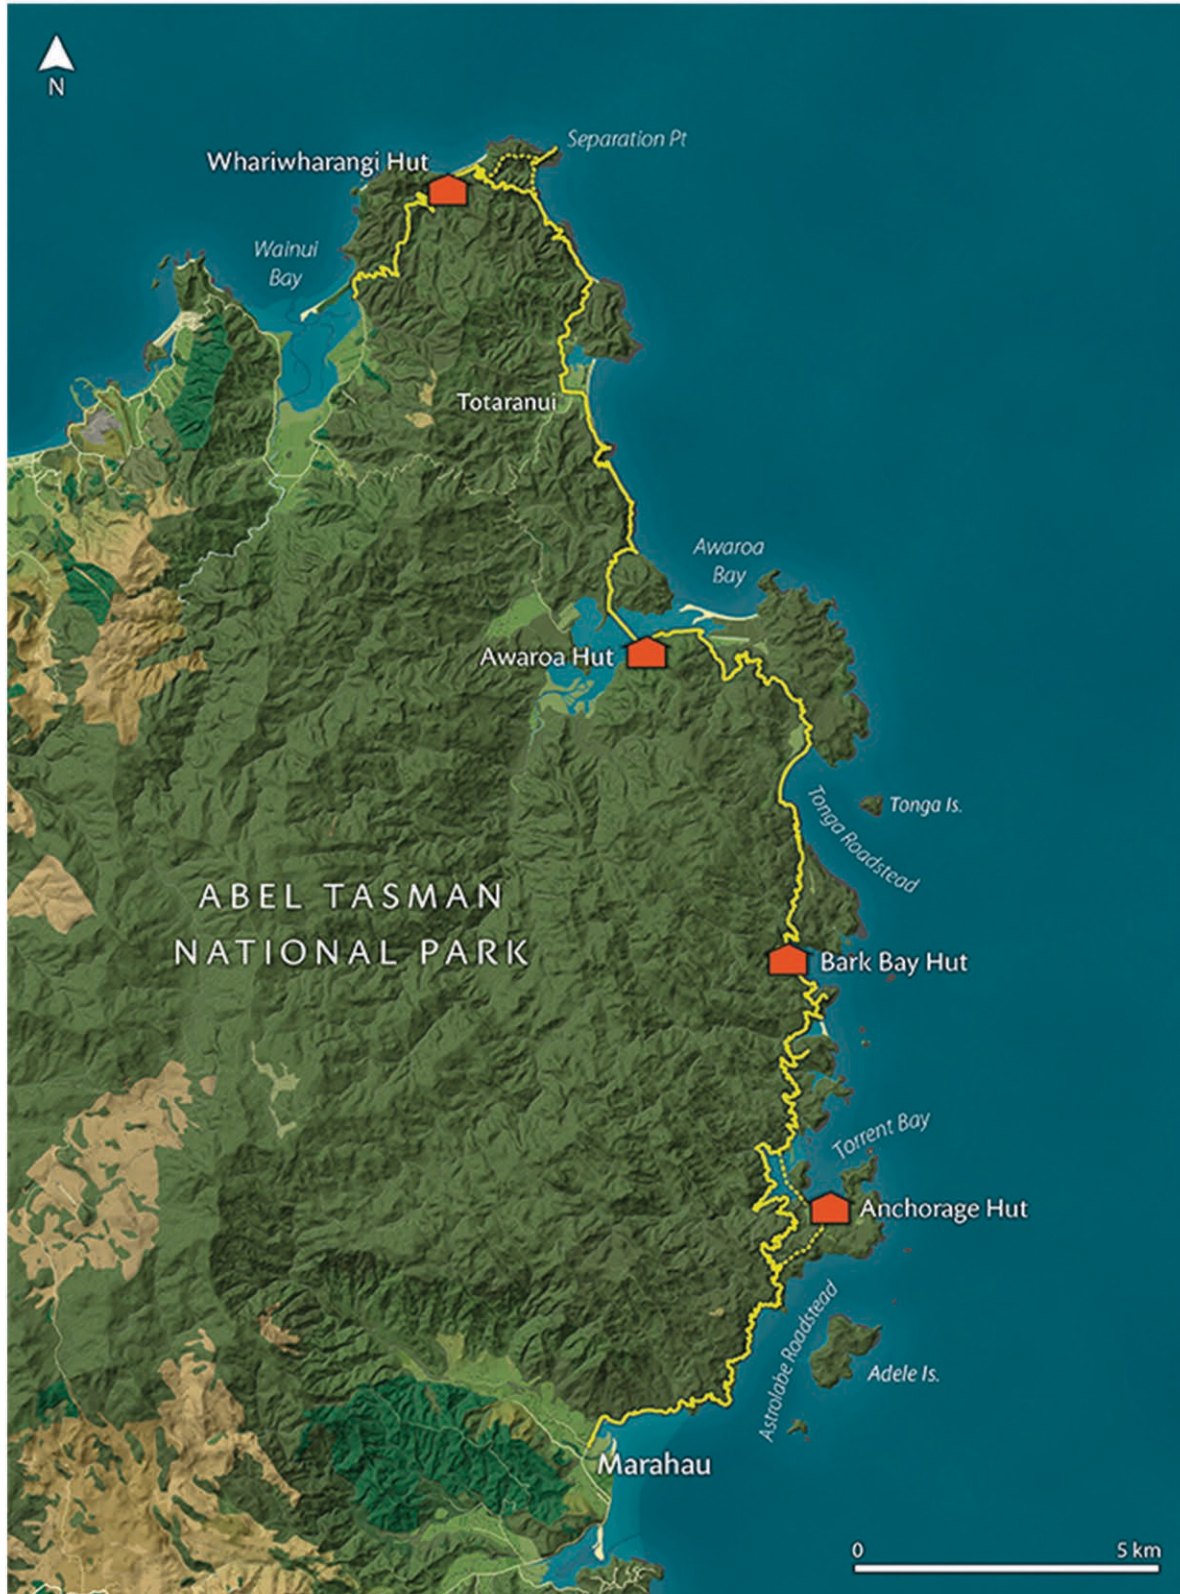 N
Separation Pt
Whariwharangi Hut
Wainui
Bay
Totaranui
Awaroa
Bay
Awaroa Hut
Tonga Is.
Tonga Roadstead
ABEL TASMAN
NATIONAL PARK
Bark Bay Hut
Torrent Bay
Anchorage Hut
Astrolabe Roadstead
Adele Is.
Marahau
0 5 km